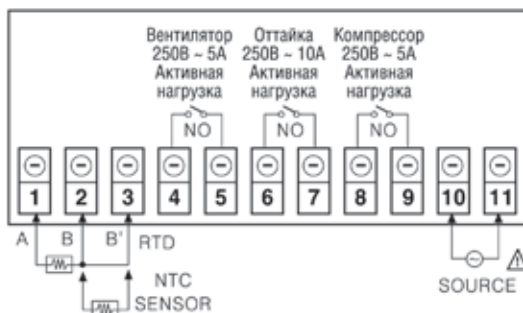 Вентилятор Оттайка Компрессор
250В ~ 5А 250В ~ 10А 250В ~ 5А
Активная Активная Активная
нагрузка нагрузка нагрузка
NO NO NO
1 2 3 4 5 6 7 8 9 10 11
A B B' RTD
NTC
SENSOR SOURCE